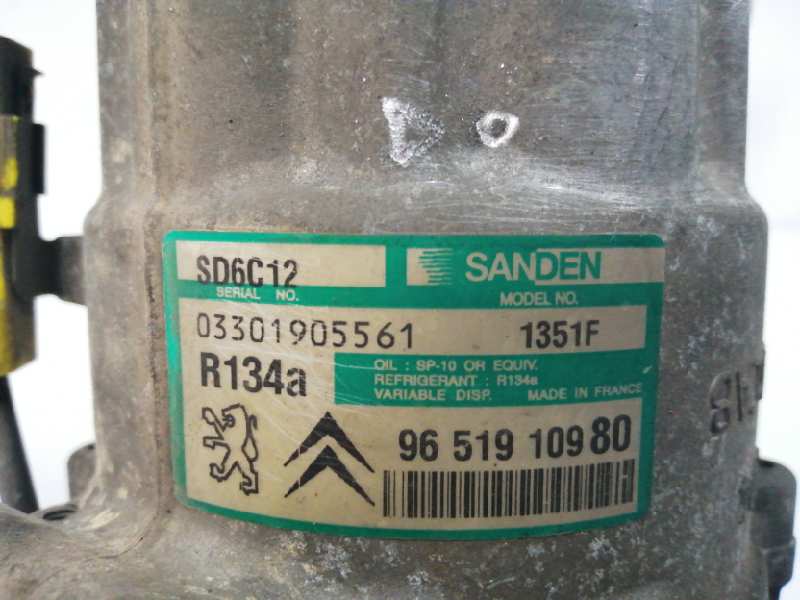 SD6C12 SANDEN
SERIAL NO. MODEL NO.
03301905561 1351F
R134a
OIL : SP-10 OR EQUIV.
REFRIGERANT : R134a
VARIABLE DISP. MADE IN FRANCE
96 519 109 80